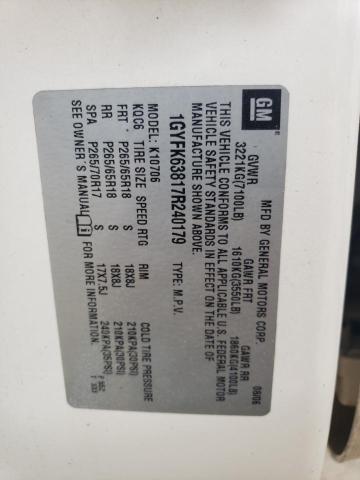 GM
MFD BY GENERAL MOTORS CORP. 08/06
GVWR GAWR FRT GAWR RR
3221KG(7100LB) 1610KG(3550LB) 1860KG(4100LB)
THIS VEHICLE CONFORMS TO ALL APPLICABLE U.S. FEDERAL MOTOR
VEHICLE SAFETY STANDARDS IN EFFECT ON THE DATE OF
MANUFACTURE SHOWN ABOVE.
1GYFK63817R240179 TYPE: M.P.V.
MODEL: K10706
KQC6 TIRE SIZE SPEED RTG RIM COLD TIRE PRESSURE
FRT P265/65R18 S 18X8J 210KPA(30PSI)
RR P265/65R18 S 18X8J 210KPA(30PSI)
SPA P265/70R17 S 17X7.5J 240KPA(35PSI)
SEE OWNER'S MANUAL FOR MORE INFORMATION.